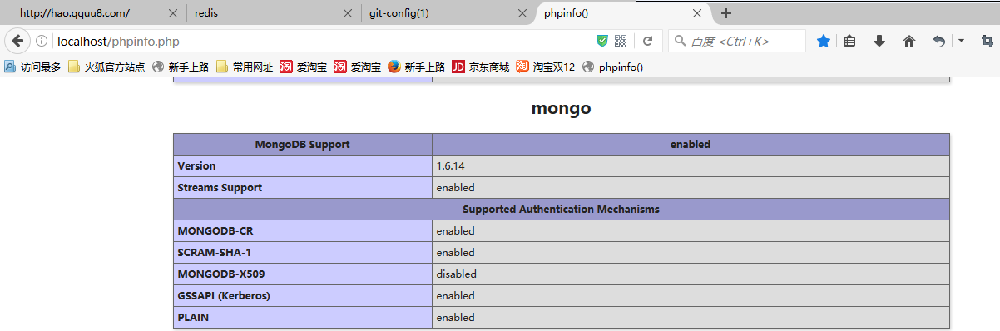 http://hao.qquu8.com/ redis git-config(1) phpinfo()
localhost/phpinfo.php 百度 <Ctrl+K>
访问最多 火狐官方站点 新手上路 常用网址 淘 爱淘宝 淘 爱淘宝 新手上路 JD 京东商城 淘 淘宝双12 phpinfo()
mongo
MongoDB Support enabled
Version 1.6.14
Streams Support enabled
Supported Authentication Mechanisms
MONGODB-CR enabled
SCRAM-SHA-1 enabled
MONGODB-X509 disabled
GSSAPI (Kerberos) enabled
PLAIN enabled